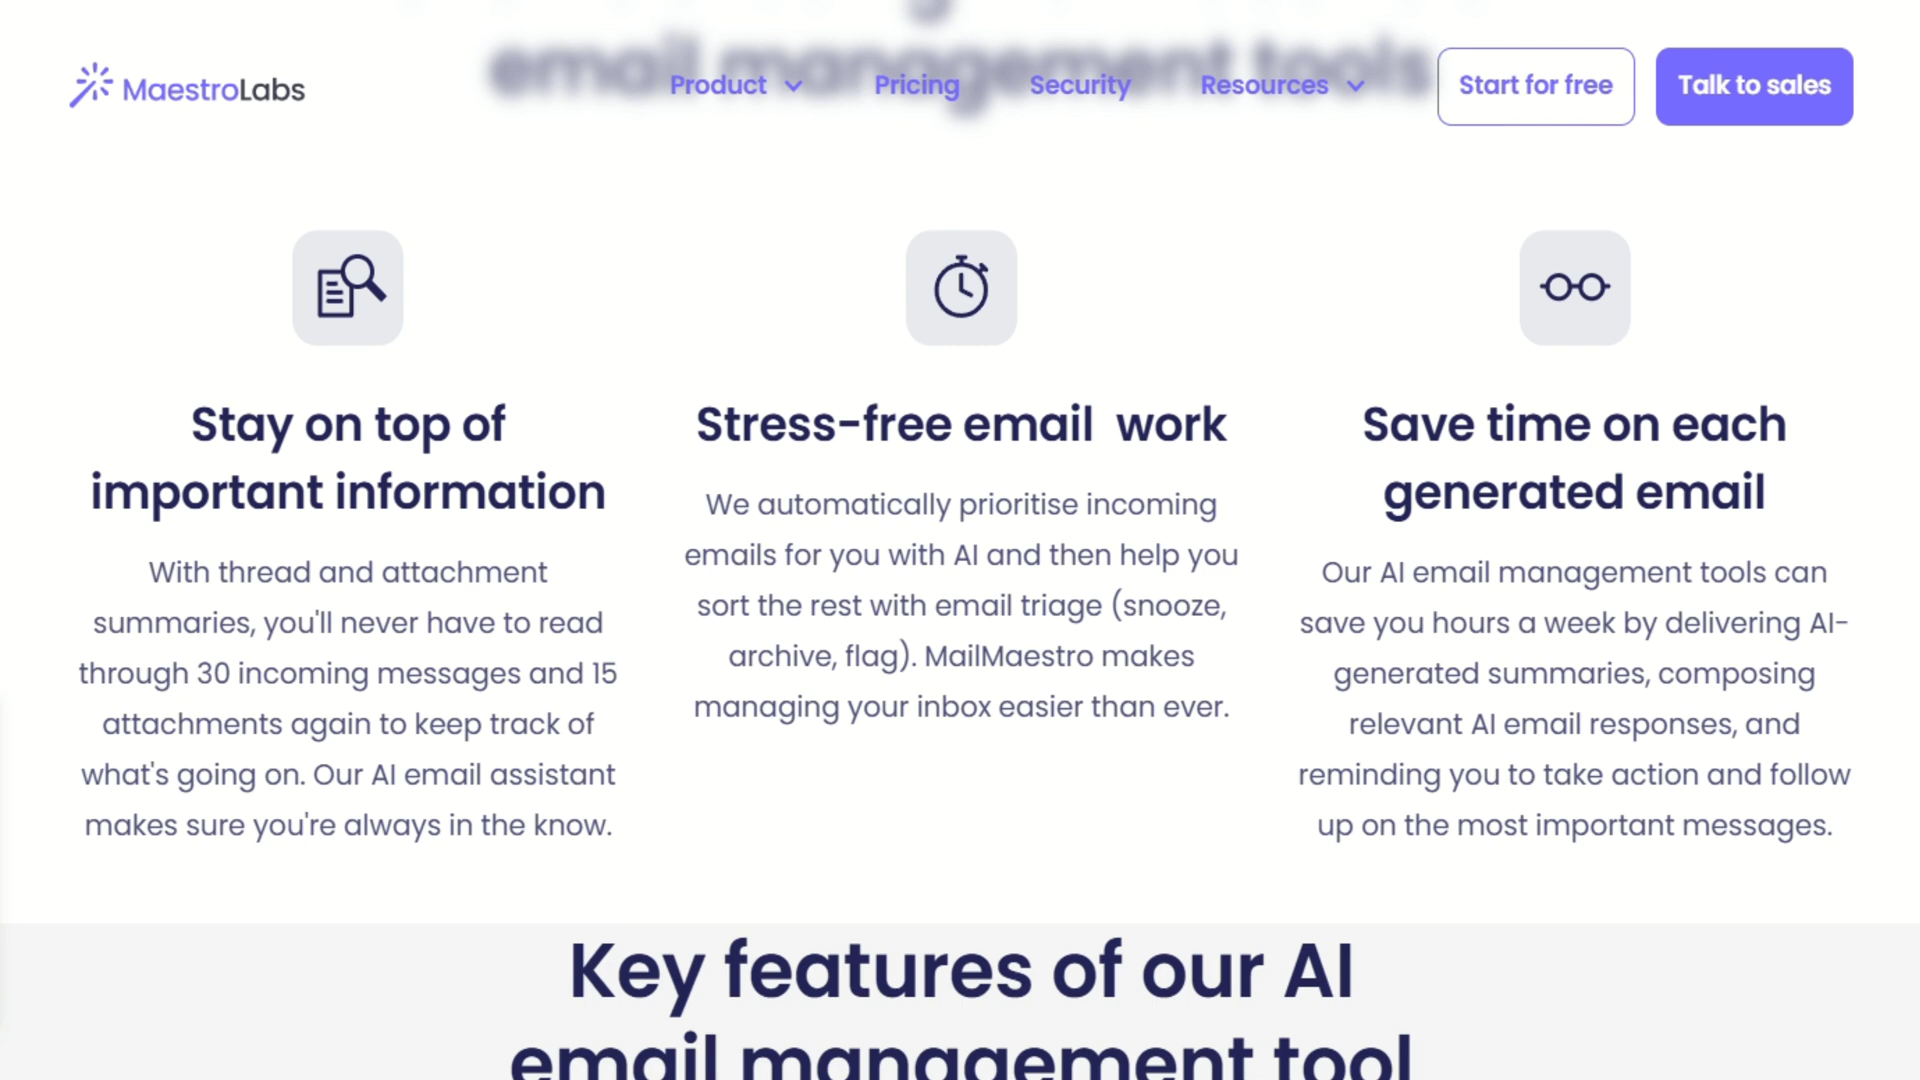 email management tools
MaestroLabs
Product
Pricing
Security
Resources
Start for free
Talk to sales
Stay on top of
important information
With thread and attachment
summaries, you'll never have to read
through 30 incoming messages and 15
attachments again to keep track of
what's going on. Our AI email assistant
makes sure you're always in the know.
Stress-free email  work
We automatically prioritise incoming
emails for you with AI and then help you
sort the rest with email triage (snooze,
archive, flag). MailMaestro makes
managing your inbox easier than ever.
Save time on each
generated email
Our AI email management tools can
save you hours a week by delivering AI-
generated summaries, composing
relevant AI email responses, and
reminding you to take action and follow
up on the most important messages.
Key features of our AI
email management tool